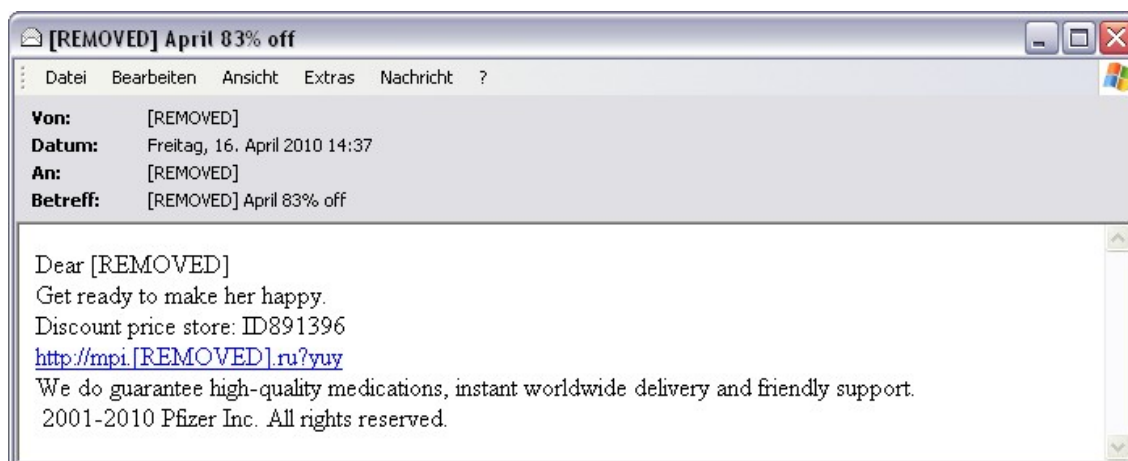 [REMOVED] April 83% off
Datei Bearbeiten Ansicht Extras Nachricht ?
Von: [REMOVED]
Datum: Freitag, 16. April 2010 14:37
An: [REMOVED]
Betreff: [REMOVED] April 83% off
Dear [REMOVED]
Get ready to make her happy.
Discount price store: ID891396
http://mpi.[REMOVED].ru?yuy
We do guarantee high-quality medications, instant worldwide delivery and friendly support.
2001-2010 Pfizer Inc. All rights reserved.